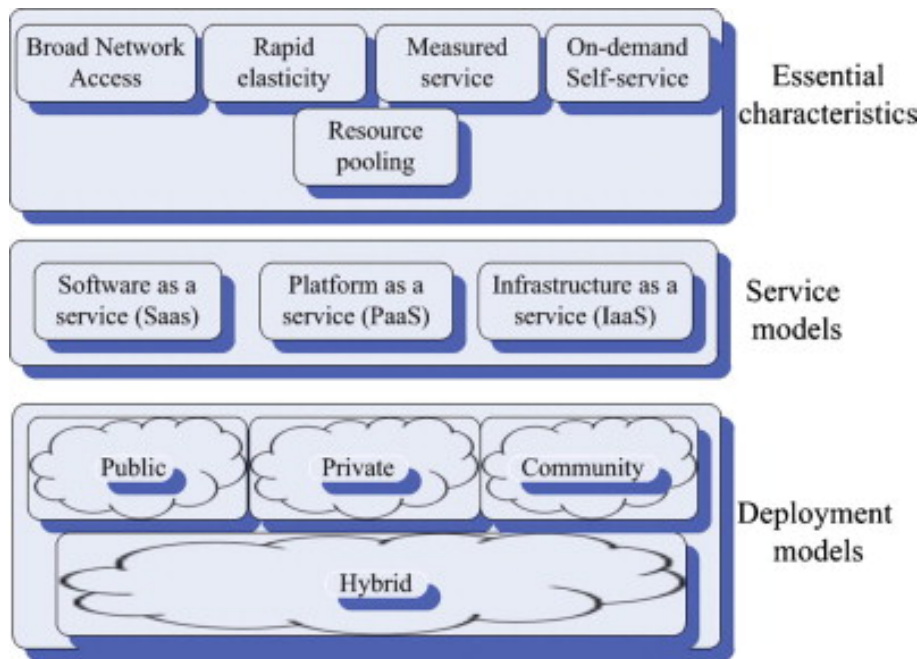 Broad Network
Access
Rapid
elasticity
Measured
service
On-demand
Self-service
Resource
pooling
Essential
characteristics
Software as a
service (Saas)
Platform as a
service (PaaS)
Infrastructure as a
service (IaaS)
Service
models
Public
Private
Community
Hybrid
Deployment
models